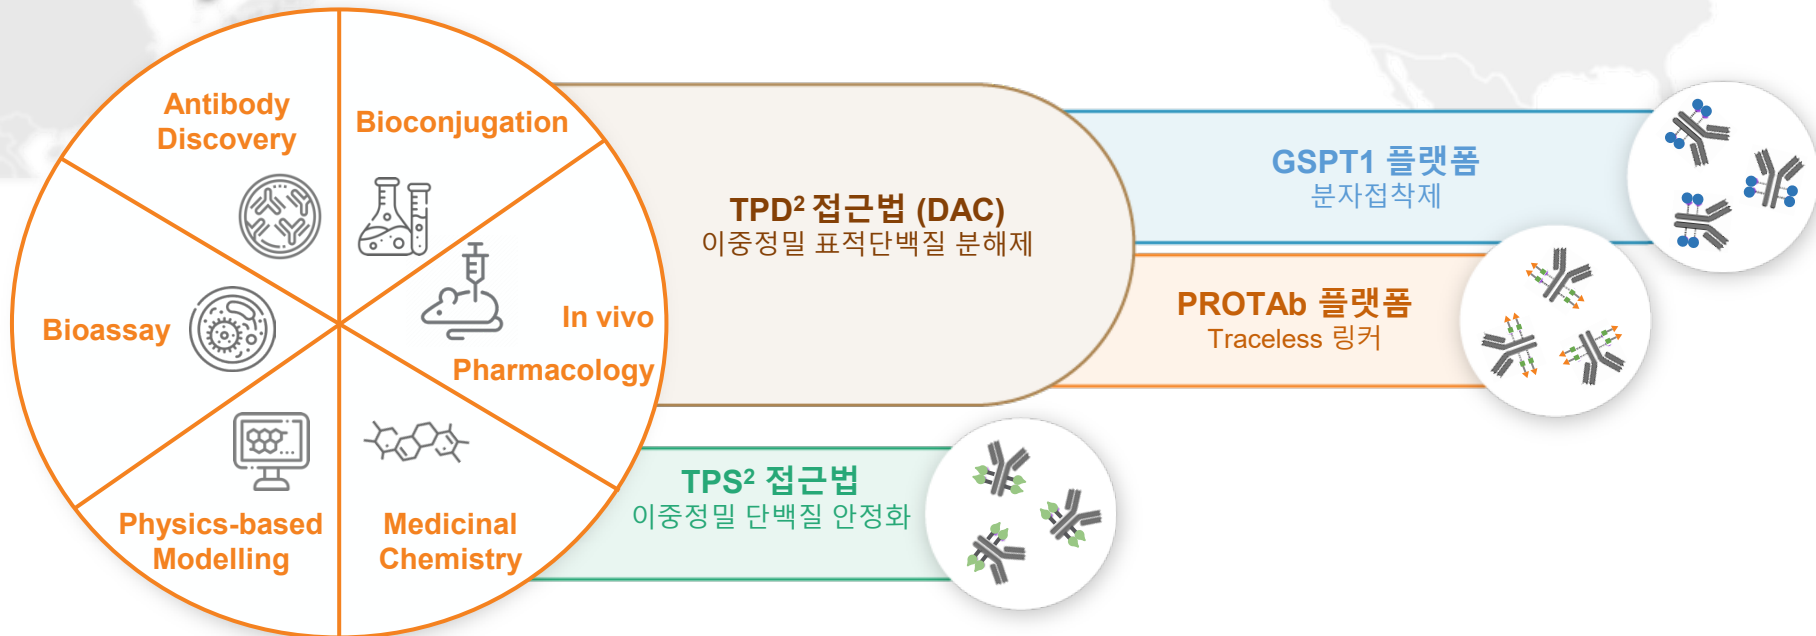 Antibody
Discovery
Bioconjugation
Bioassay
In vivo
Pharmacology
Physics-based
Modelling
Medicinal
Chemistry
TPD² 접근법 (DAC)
이중정밀 표적단백질 분해제
GSPT1 플랫폼
분자접착제
PROTAb 플랫폼
Traceless 링커
TPS² 접근법
이중정밀 단백질 안정화